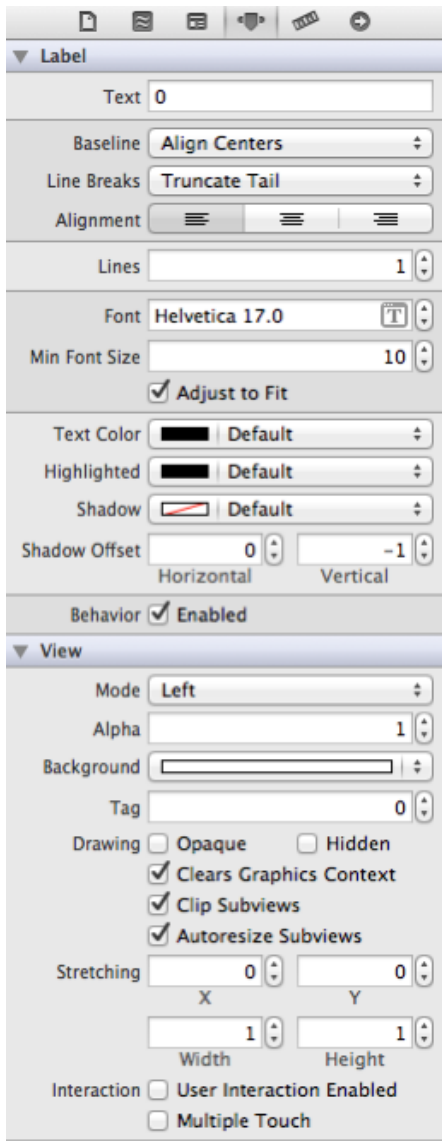 Label
Text 0
Baseline Align Centers
Line Breaks Truncate Tail
Alignment
Lines 1
Font Helvetica 17.0 T
Min Font Size 10
Adjust to Fit
Text Color Default
Highlighted Default
Shadow Default
Shadow Offset 0 -1
Horizontal Vertical
Behavior Enabled
View
Mode Left
Alpha 1
Background
Tag 0
Drawing Opaque Hidden
Clears Graphics Context
Clip Subviews
Autoresize Subviews
Stretching 0 0
X Y
1 1
Width Height
Interaction User Interaction Enabled
Multiple Touch